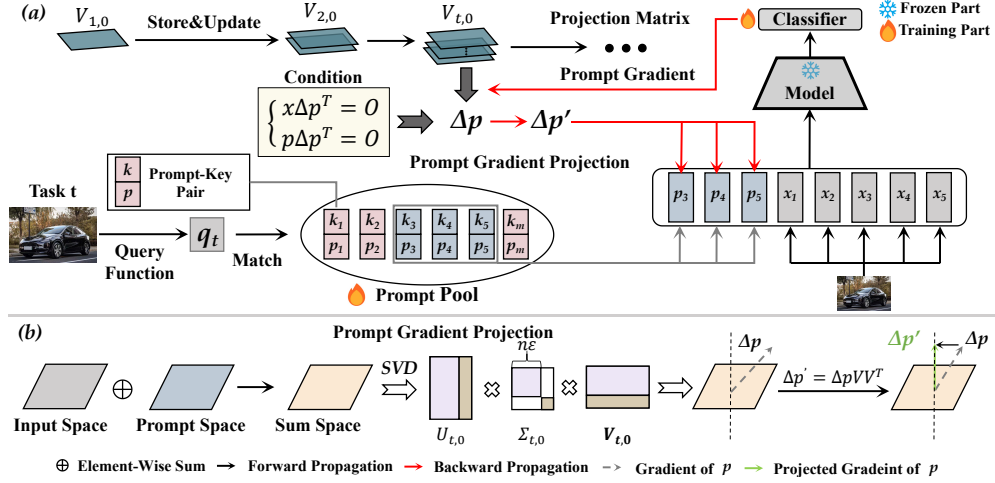 (a)
V1,0
Store&Update
V2,0
Vt,0
Projection Matrix
Classifier
Frozen Part
Training Part
Prompt Gradient
Model
Condition
xΔpᵀ = O
pΔpᵀ = O
Δp
Δp′
Prompt Gradient Projection
k
p
Prompt-Key
Pair
Task t
Query
Function
qt
Match
k1 k2 k3 k4 k5 km
p1 p2 p3 p4 p5 pm
Prompt Pool
p3 p4 p5 x1 x2 x3 x4 x5
(b)
Prompt Gradient Projection
Input Space
Prompt Space
Sum Space
SVD
nε
Ut,0
Σt,0
Vt,0
Δp
Δp′ = ΔpVVᵀ
Δp′
Δp
⊕ Element-Wise Sum
Forward Propagation
Backward Propagation
Gradient of p
Projected Gradeint of p